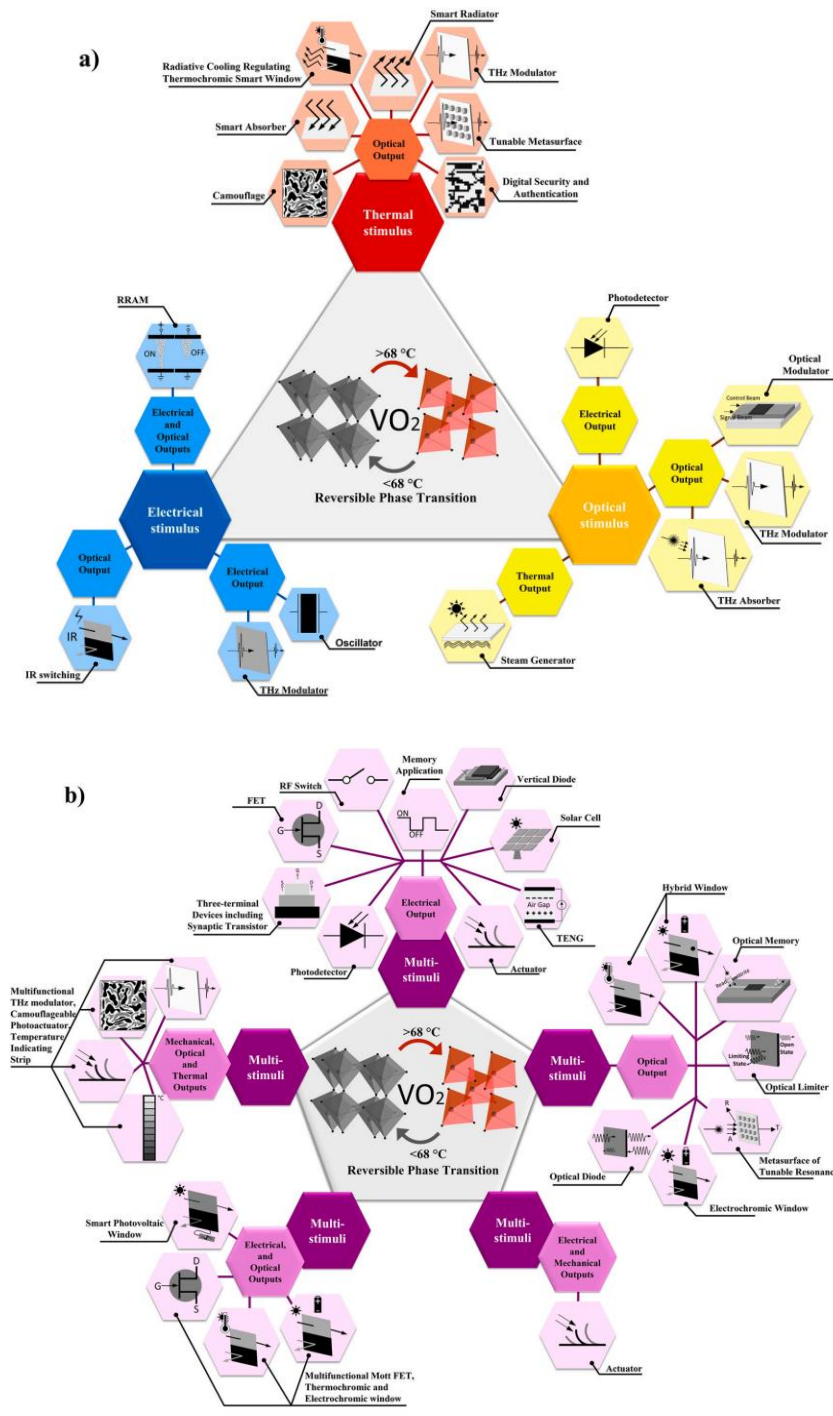 a)
Smart Radiator
Radiative Cooling Regulating
Thermochromic Smart Window
THz Modulator
Smart Absorber
Optical
Output
Tunable Metasurface
Camouflage
Digital Security and
Authentication
Thermal
stimulus
RRAM
ON
OFF
Electrical
and
Optical
Outputs
Electrical
stimulus
Optical
Output
IR
IR switching
Electrical
Output
Oscillator
THz Modulator
>68 °C
VO2
<68 °C
Reversible Phase Transition
Photodetector
Electrical
Output
Optical
Modulator
Control Beam
Signal Beam
Optical
Output
Optical
stimulus
THz Modulator
THz Absorber
Thermal
Output
Steam Generator
b)
Memory
Application
RF Switch
Vertical Diode
FET
D
G
S
ON
OFF
Solar Cell
Three-terminal
Devices including
Synaptic Transistor
S
G
D
Electrical
Output
Air Gap
TENG
Photodetector
Multi-
stimuli
Actuator
Hybrid Window
Optical Memory
Multifunctional
THz modulator,
Camouflageable
Photoactuator,
Temperature
Indicating
Strip
Mechanical,
Optical
and
Thermal
Outputs
Multi-
stimuli
°C
>68 °C
VO2
<68 °C
Reversible Phase Transition
Multi-
stimuli
Optical
Output
Open
State
Limiting
State
Optical Limiter
R
A
T
Metasurface of
Tunable Resonance
Optical Diode
Electrochromic Window
Smart Photovoltaic
Window
Multi-
stimuli
Electrical,
and
Optical
Outputs
D
G
S
Multifunctional Mott FET,
Thermochromic and
Electrochromic window
Multi-
stimuli
Electrical
and
Mechanical
Outputs
Actuator